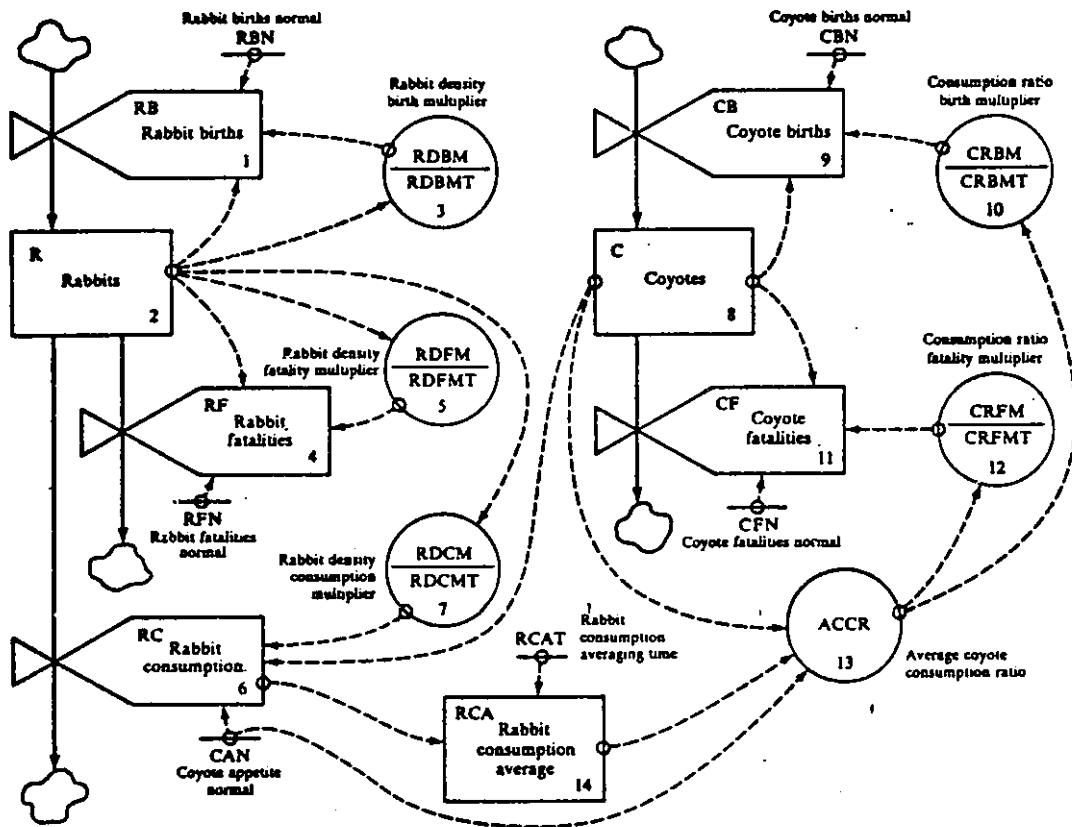 Rabbit births normal
RBN
RB
Rabbit births
1
Rabbit density
birth multiplier
RDBM
RDBMT
3
R
Rabbits
2
Rabbit density
fatality multiplier
RDFM
RDFMT
5
RF
Rabbit
fatalities
4
RFN
Rabbit fatalities
normal
Rabbit density
consumption
multiplier
RDCM
RDCMT
7
RC
Rabbit
consumption
6
CAN
Coyote appetite
normal
RCAT
Rabbit
consumption
averaging time
RCA
Rabbit
consumption
average
14
Coyote births normal
CBN
CB
Coyote births
9
Consumption ratio
birth multiplier
CRBM
CRBMT
10
C
Coyotes
8
Consumption ratio
fatality multiplier
CRFM
CRFMT
12
CF
Coyote
fatalities
11
CFN
Coyote fatalities normal
ACCR
13
Average coyote
consumption ratio